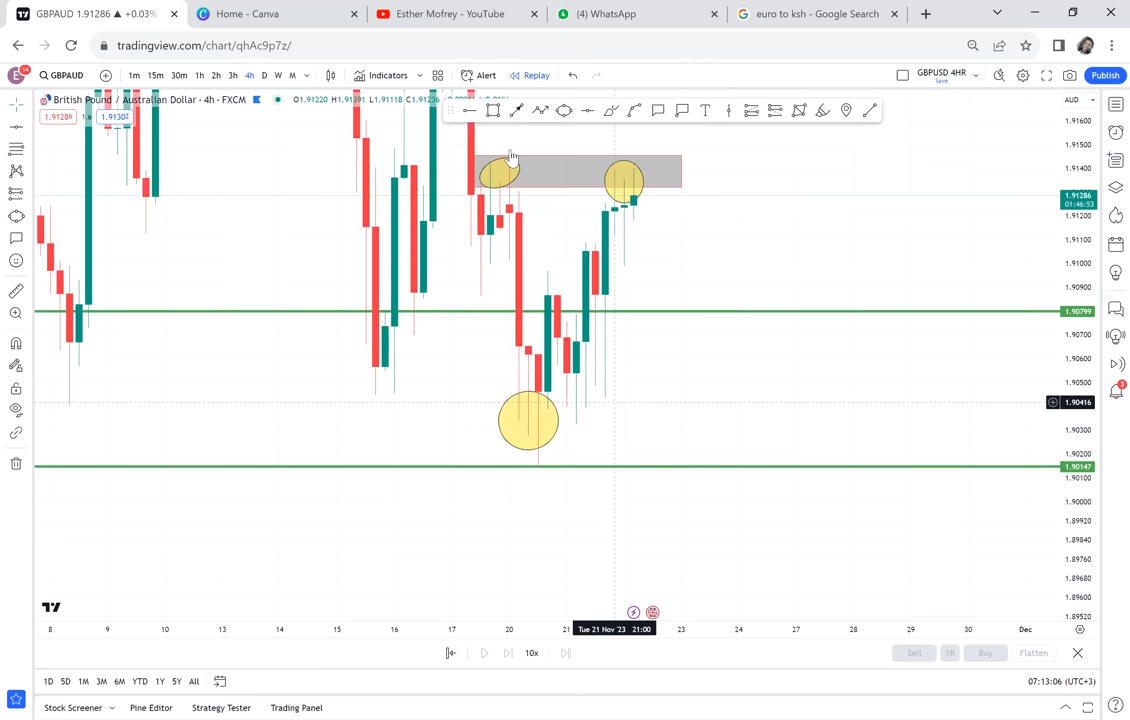 GBPAUD 1.91286 ▲ +0.03%
Home - Canva
Esther Mofrey - YouTube
(4) WhatsApp
euro to ksh - Google Search
tradingview.com/chart/qhAc9p7z/
E 14
GBPAUD
1m 15m 30m 1h 2h 3h 4h D W M
Indicators
Alert
Replay
GBPUSD 4HR
Save
Publish
British Pound / Australian Dollar · 4h · FXCM
O1.91220 H1.91391 L1.91118 C1.91236
1.91286 1.6 1.91302
AUD
1.91600
1.91500
1.91400
1.91286
01:46:53
1.91200
1.91100
1.91000
1.90900
1.90799
1.90700
1.90600
1.90500
1.90416
1.90300
1.90200
1.90147
1.90100
1.90000
1.89920
1.89840
1.89760
1.89680
1.89600
1.89520
3
8 9 10 13 14 15 16 17 20 21 Tue 21 Nov '23 21:00 23 24 27 28 29 30 Dec
10x
Sell 1K Buy Flatten
1D 5D 1M 3M 6M YTD 1Y 5Y All
07:13:06 (UTC+3)
Stock Screener
Pine Editor
Strategy Tester
Trading Panel